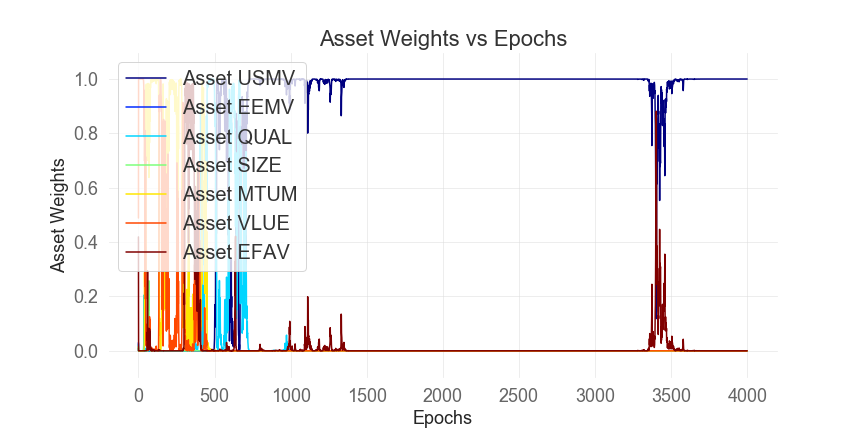 Asset Weights vs Epochs
Asset Weights
1.0
0.8
0.6
0.4
0.2
0.0
Asset USMV
Asset EEMV
Asset QUAL
Asset SIZE
Asset MTUM
Asset VLUE
Asset EFAV
0 500 1000 1500 2000 2500 3000 3500 4000
Epochs